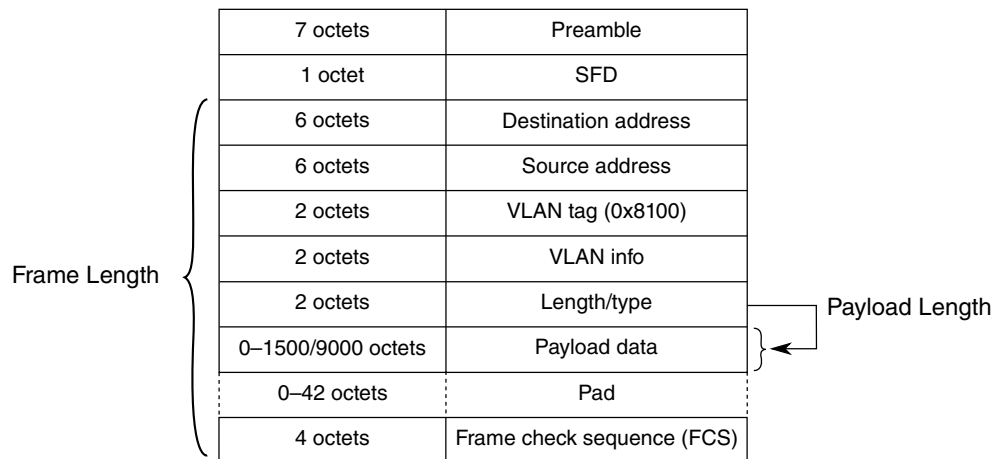 7 octets Preamble
1 octet SFD
6 octets Destination address
6 octets Source address
2 octets VLAN tag (0x8100)
2 octets VLAN info
Frame Length
2 octets Length/type
Payload Length
0–1500/9000 octets Payload data
0–42 octets Pad
4 octets Frame check sequence (FCS)